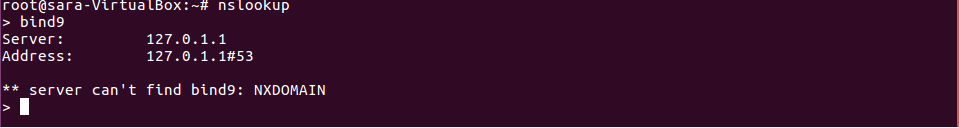 root@sara-VirtualBox:~# nslookup
> bind9
Server:         127.0.1.1
Address:        127.0.1.1#53

** server can't find bind9: NXDOMAIN
>